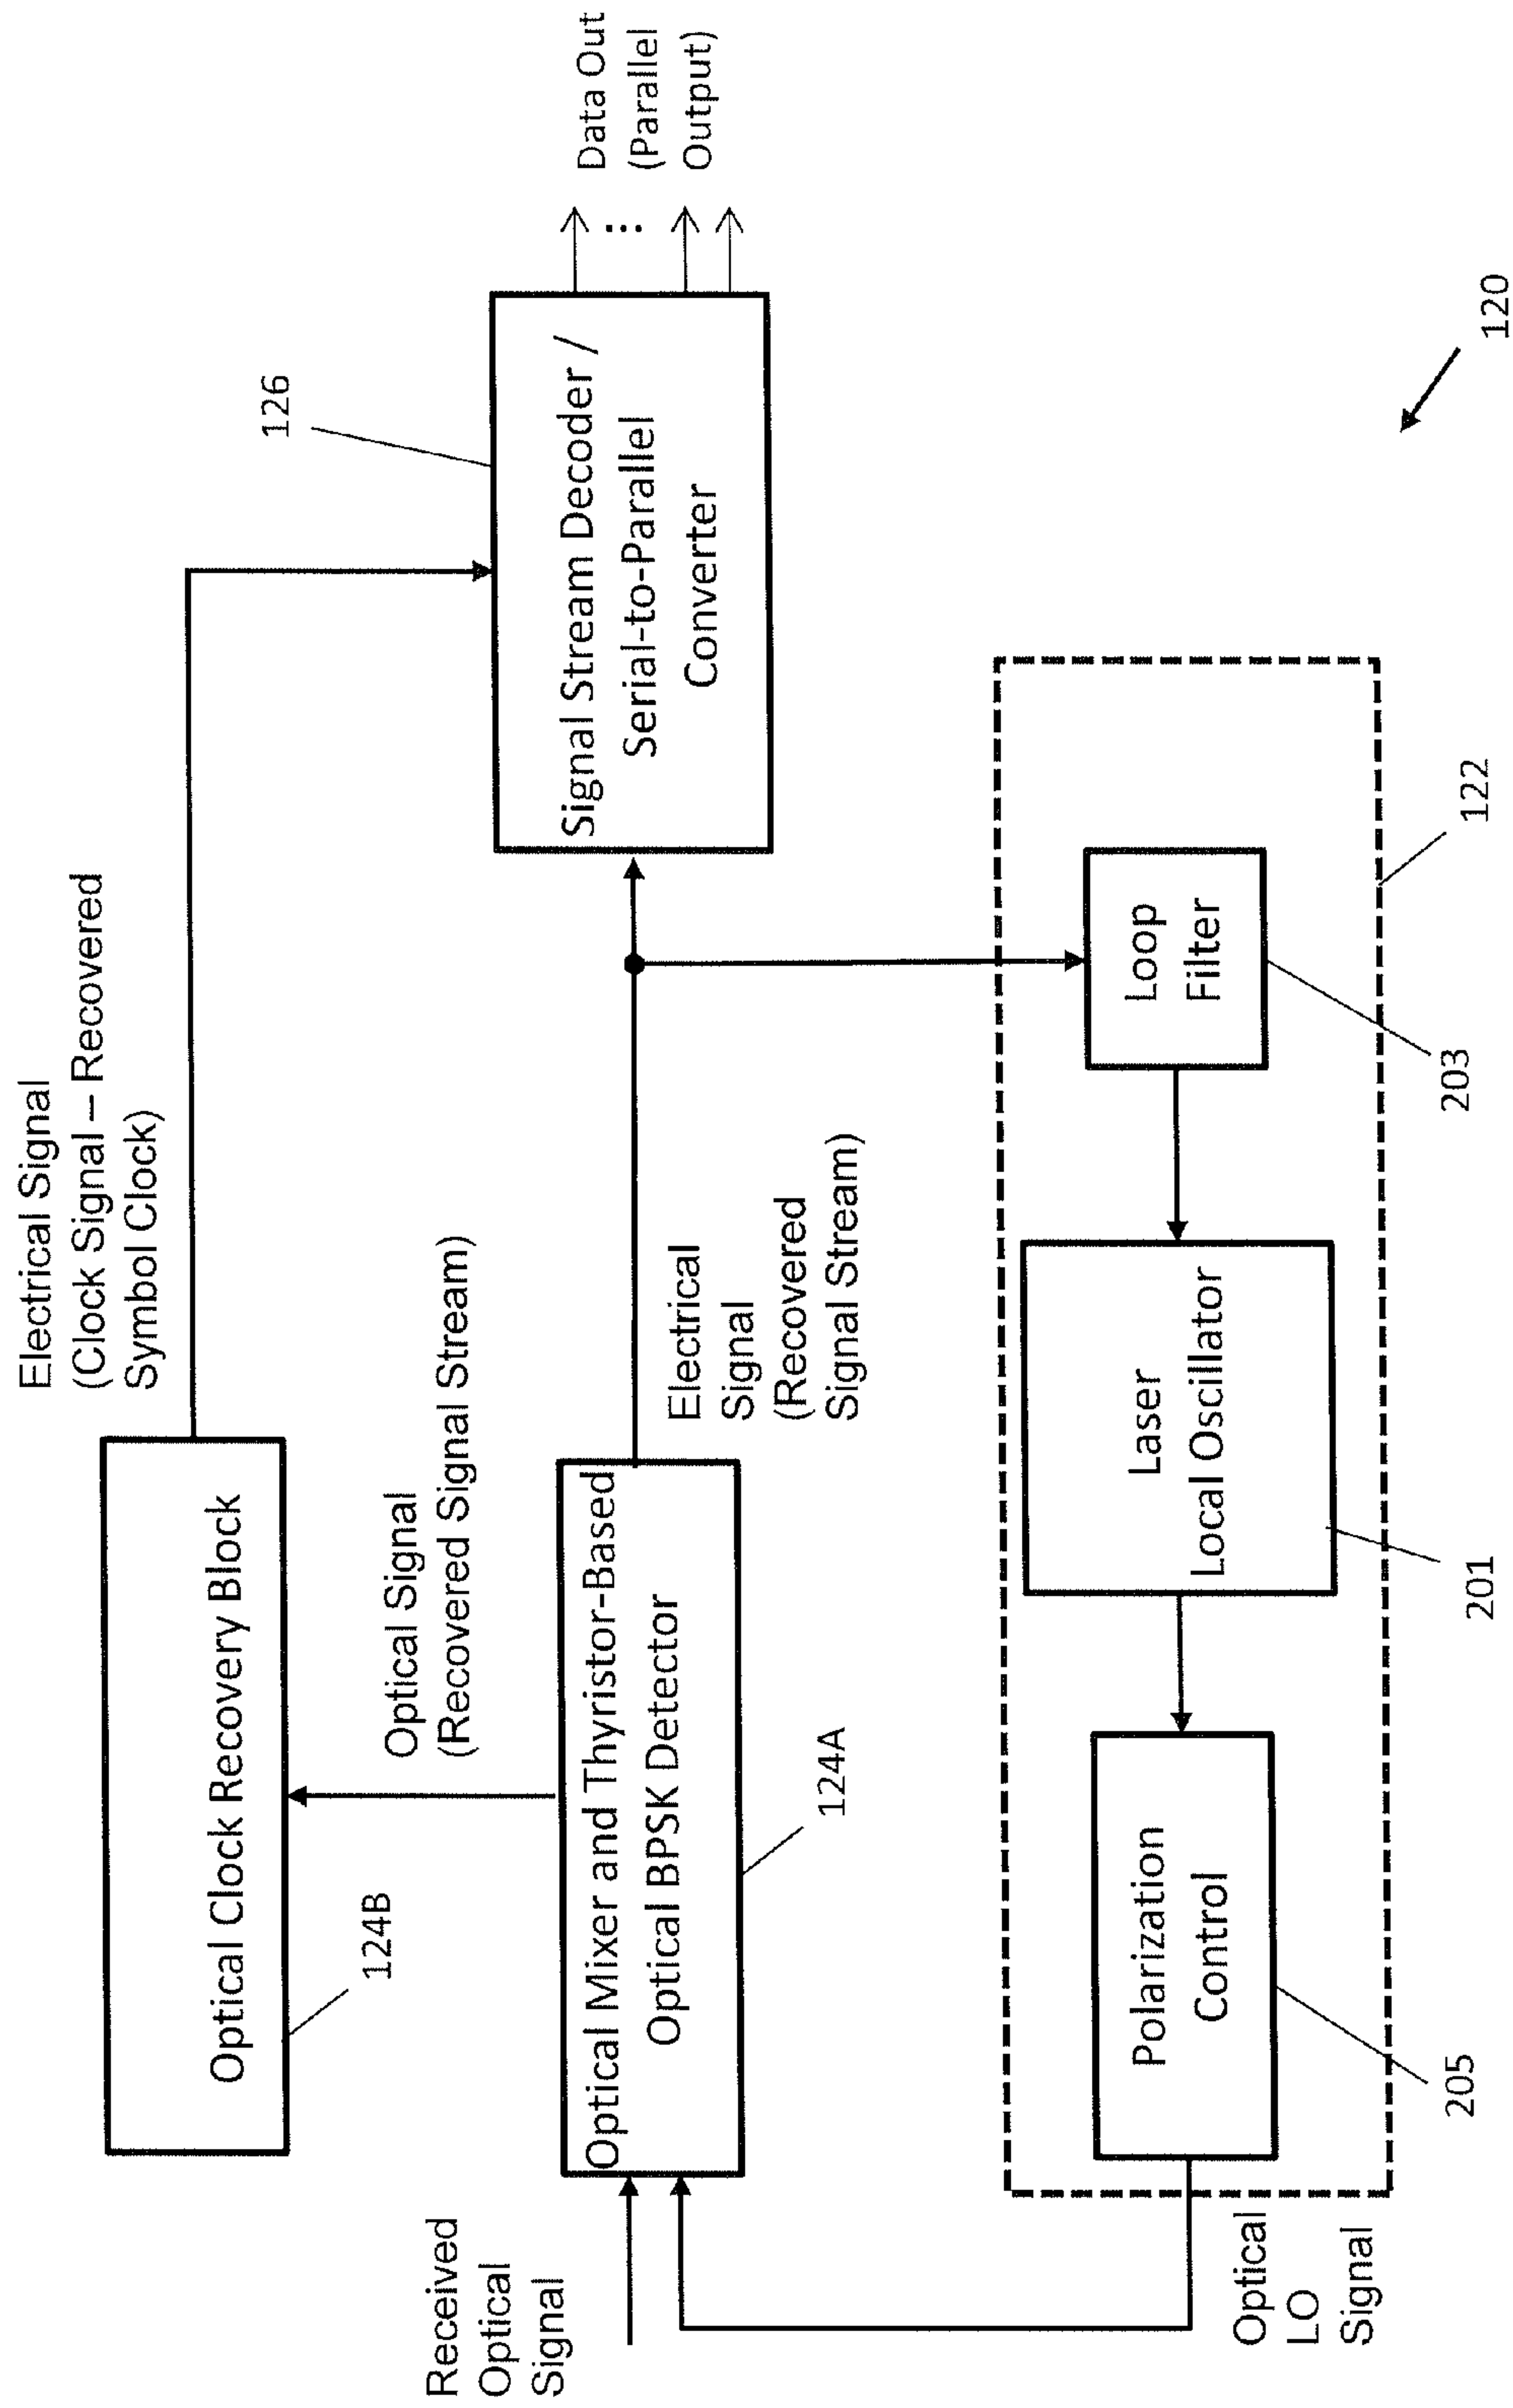 Electrical Signal
(Clock Signal – Recovered
Symbol Clock)
Optical Clock Recovery Block
124B
126
Optical Signal
(Recovered Signal Stream)
Received
Optical
Signal
Optical Mixer and Thyristor-Based
Optical BPSK Detector
124A
Electrical
Signal
(Recovered
Signal Stream)
Signal Stream Decoder /
Serial-to-Parallel
Converter
...
Data Out
(Parallel
Output)
Optical
LO
Signal
Polarization
Control
205
Laser
Local Oscillator
201
Loop
Filter
203
122
120